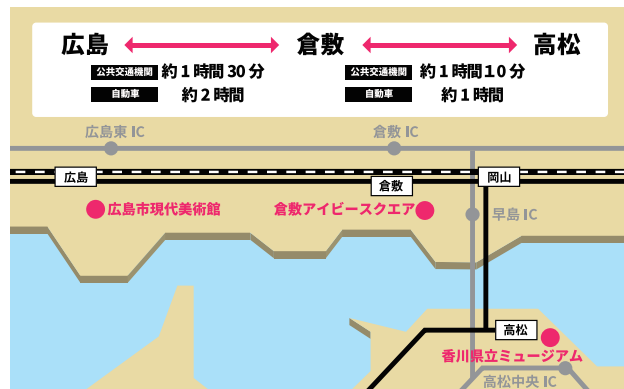 広島 倉敷 高松
公共交通機関 約1時間30分 公共交通機関 約1時間10分
自動車 約2時間 自動車 約1時間
広島東 IC 倉敷 IC
広島 倉敷 岡山
広島市現代美術館 倉敷アイビースクエア 早島 IC
高松
香川県立ミュージアム
高松中央 IC